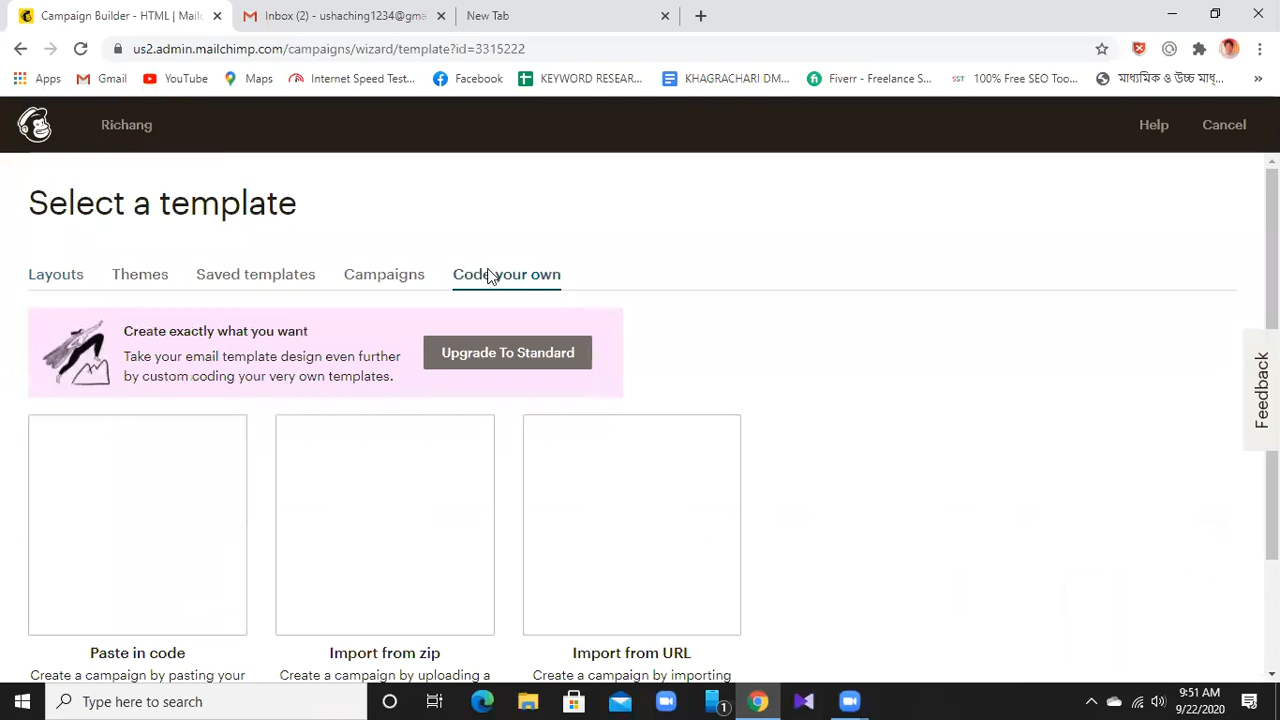 Campaign Builder - HTML | Mailc
Inbox (2) - ushaching1234@gma
New Tab
us2.admin.mailchimp.com/campaigns/wizard/template?id=3315222
Apps
Gmail
YouTube
Maps
Internet Speed Test...
Facebook
KEYWORD RESEAR...
KHAGRACHARI DM...
Fiverr - Freelance S...
SST
100% Free SEO Too...
মাধ্যমিক ও উচ্চ মাধ্...
Richang
Help
Cancel
Select a template
Layouts
Themes
Saved templates
Campaigns
Code your own
Create exactly what you want
Take your email template design even further
by custom coding your very own templates.
Upgrade To Standard
Feedback
Paste in code
Import from zip
Import from URL
Create a campaign by pasting your
Create a campaign by uploading a
Create a campaign by importing
Type here to search
1
9:51 AM
9/22/2020